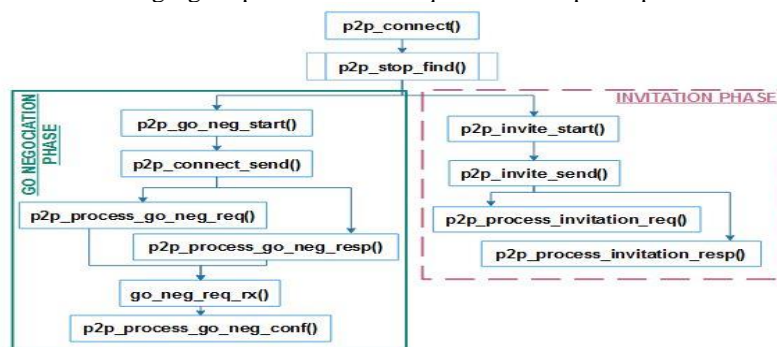 p2p_connect()
p2p_stop_find()
GO NEGOCIATION
PHASE
p2p_go_neg_start()
p2p_connect_send()
p2p_process_go_neg_req()
p2p_process_go_neg_resp()
go_neg_req_rx()
p2p_process_go_neg_conf()
INVITATION PHASE
p2p_invite_start()
p2p_invite_send()
p2p_process_invitation_req()
p2p_process_invitation_resp()